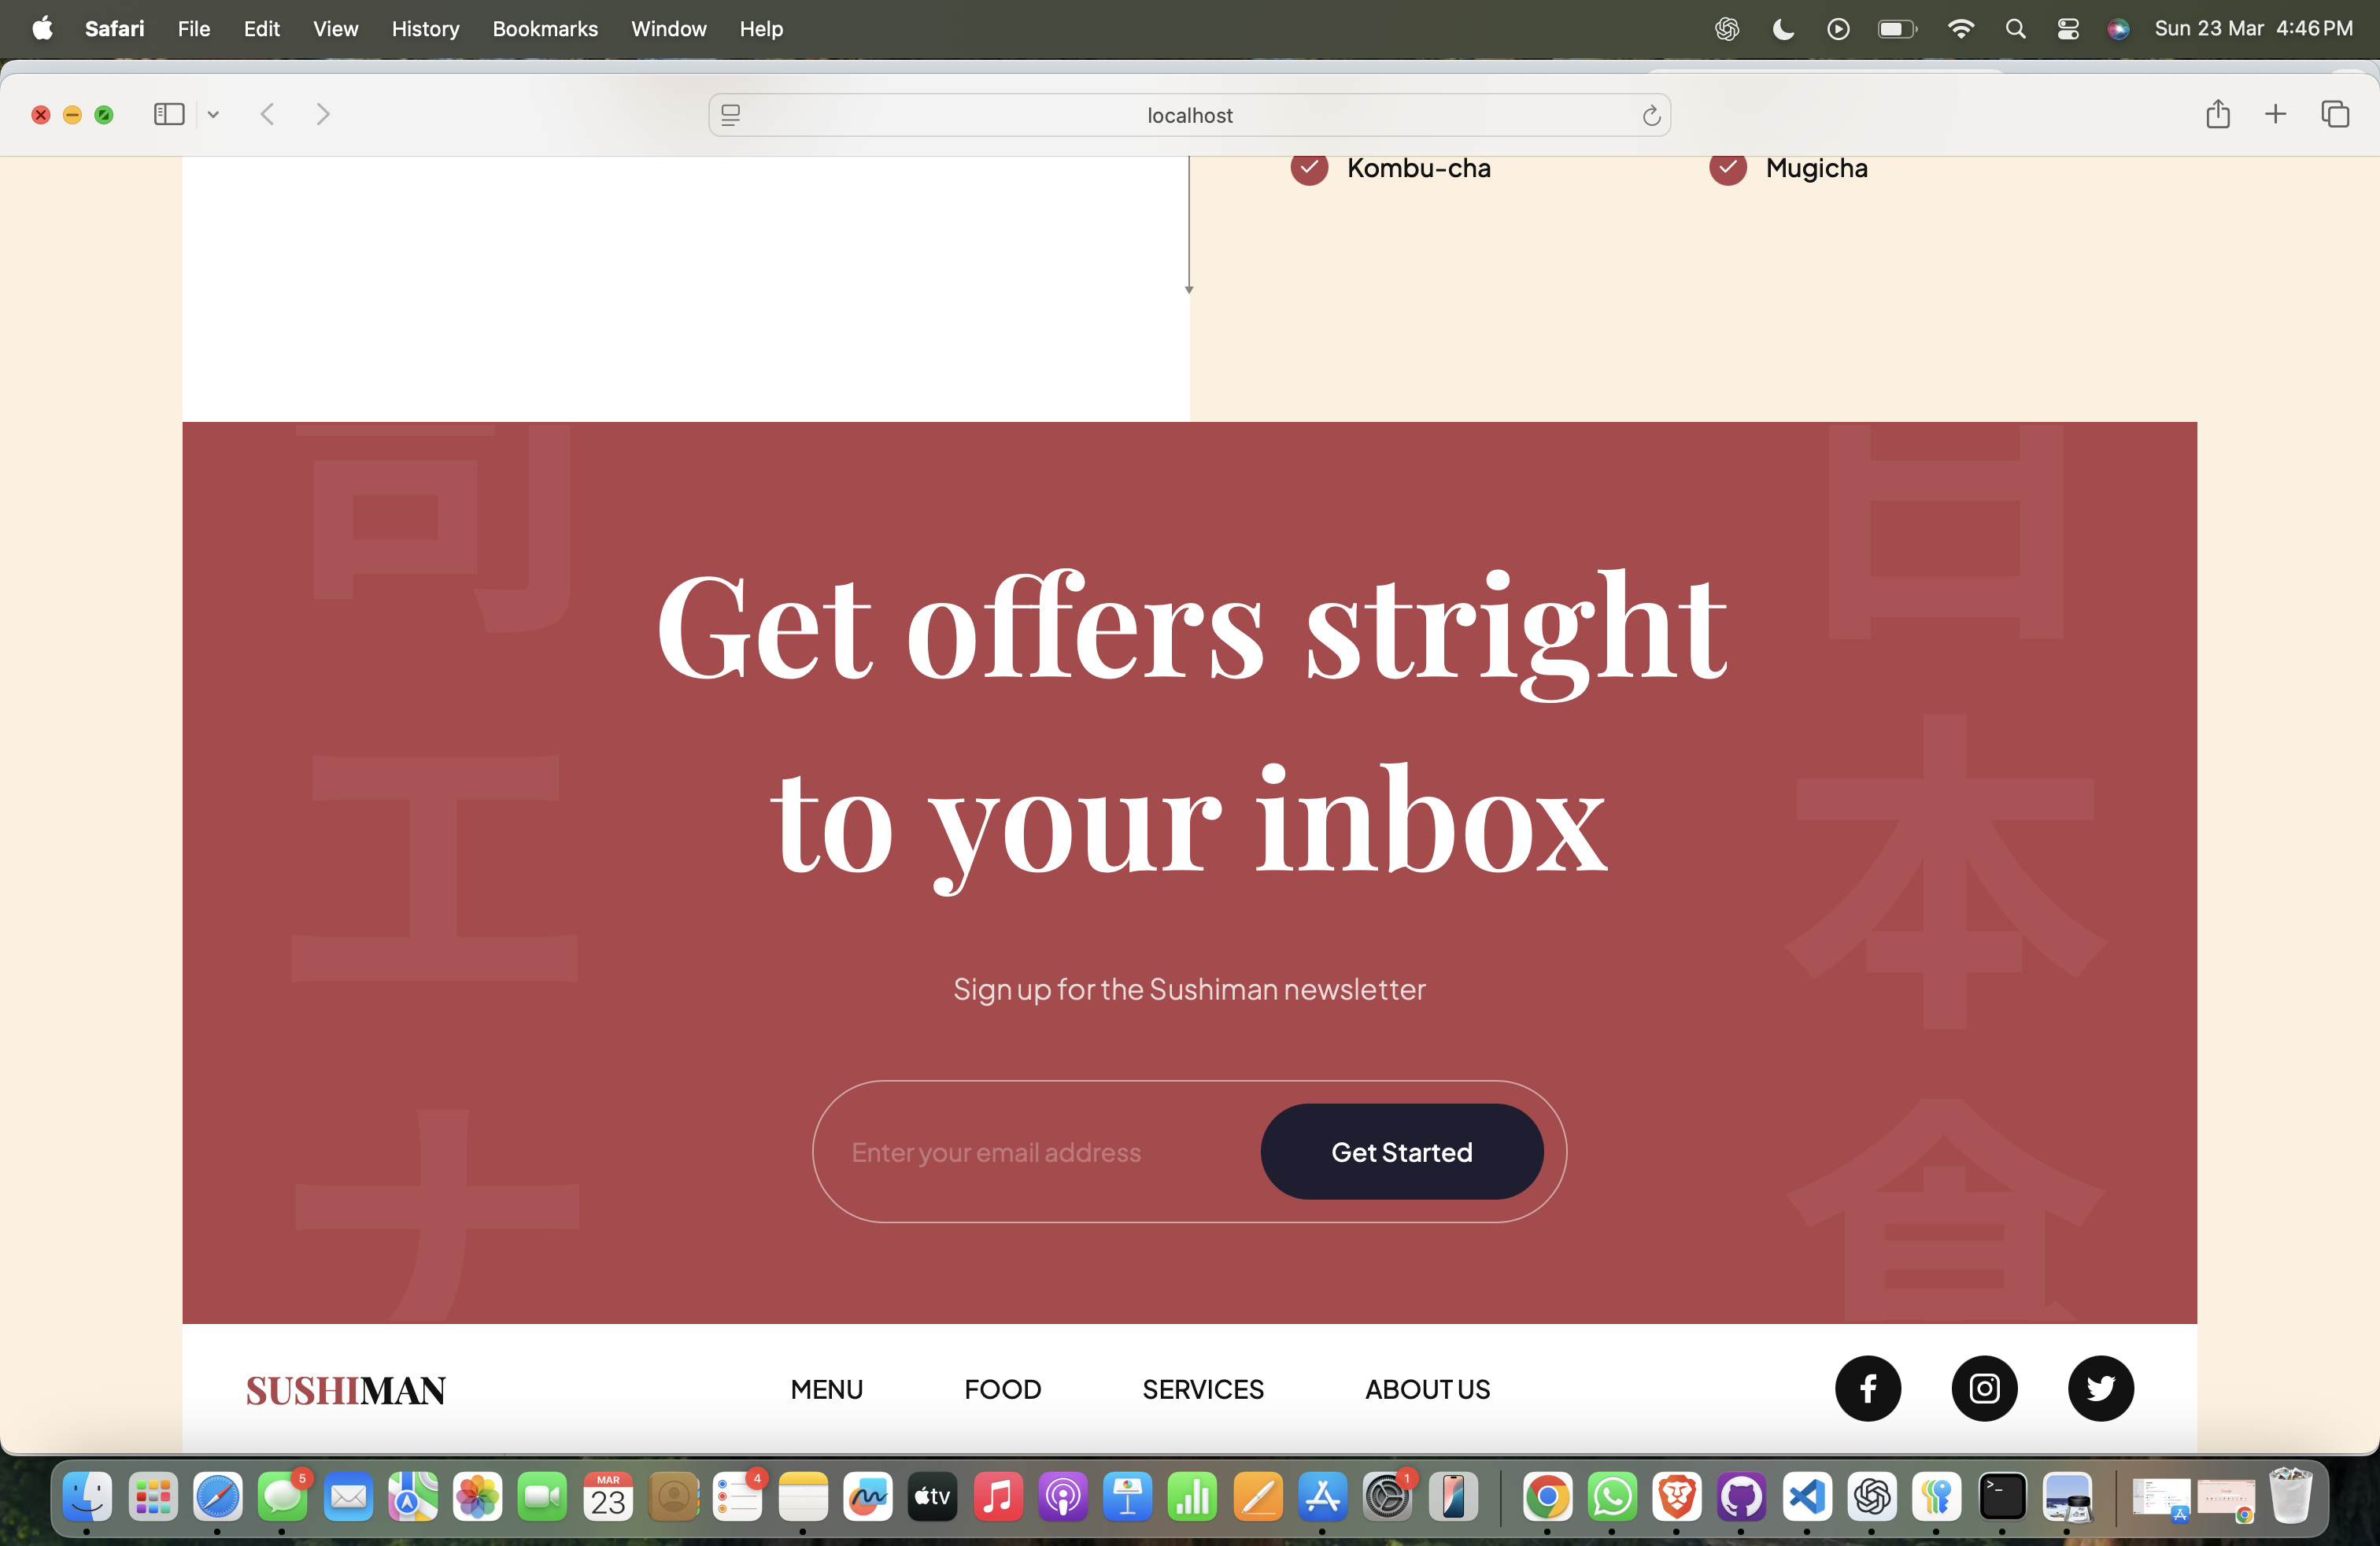 Safari File Edit View History Bookmarks Window Help Sun 23 Mar 4:46 PM
localhost
Kombu-cha Mugicha
司
エ
ナ
日
本
食
Get offers stright
to your inbox
Sign up for the Sushiman newsletter
Enter your email address Get Started
SUSHIMAN MENU FOOD SERVICES ABOUT US
5 MAR 23 4 tv 1